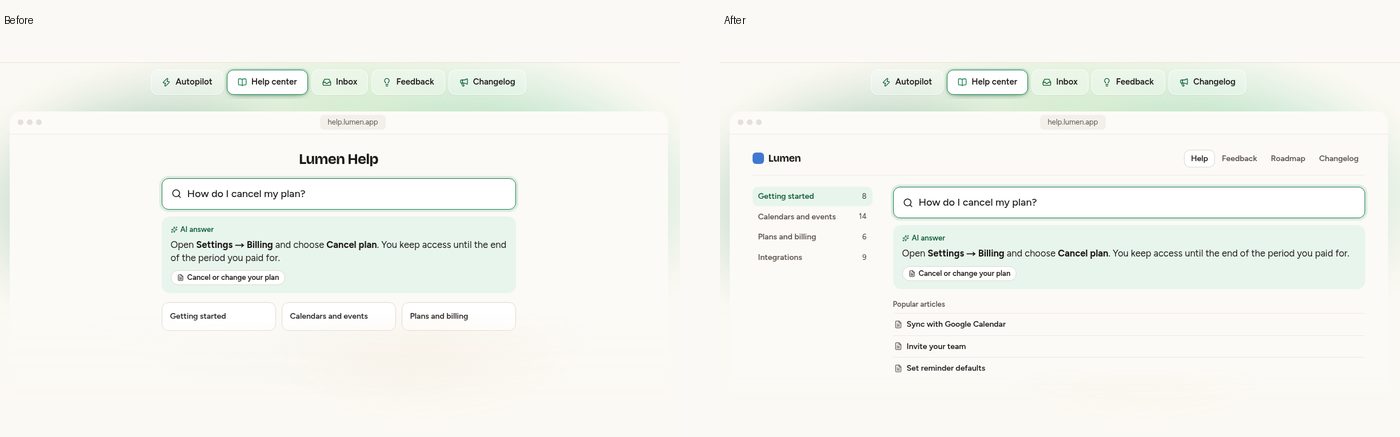 Before
Autopilot Help center Inbox Feedback Changelog
help.lumen.app
Lumen Help
How do I cancel my plan?
AI answer
Open Settings → Billing and choose Cancel plan. You keep access until the end
of the period you paid for.
Cancel or change your plan
Getting started Calendars and events Plans and billing
After
Autopilot Help center Inbox Feedback Changelog
help.lumen.app
Lumen Help Feedback Roadmap Changelog
Getting started 8
Calendars and events 14
Plans and billing 6
Integrations 9
How do I cancel my plan?
AI answer
Open Settings → Billing and choose Cancel plan. You keep access until the end of the period you paid for.
Cancel or change your plan
Popular articles
Sync with Google Calendar
Invite your team
Set reminder defaults